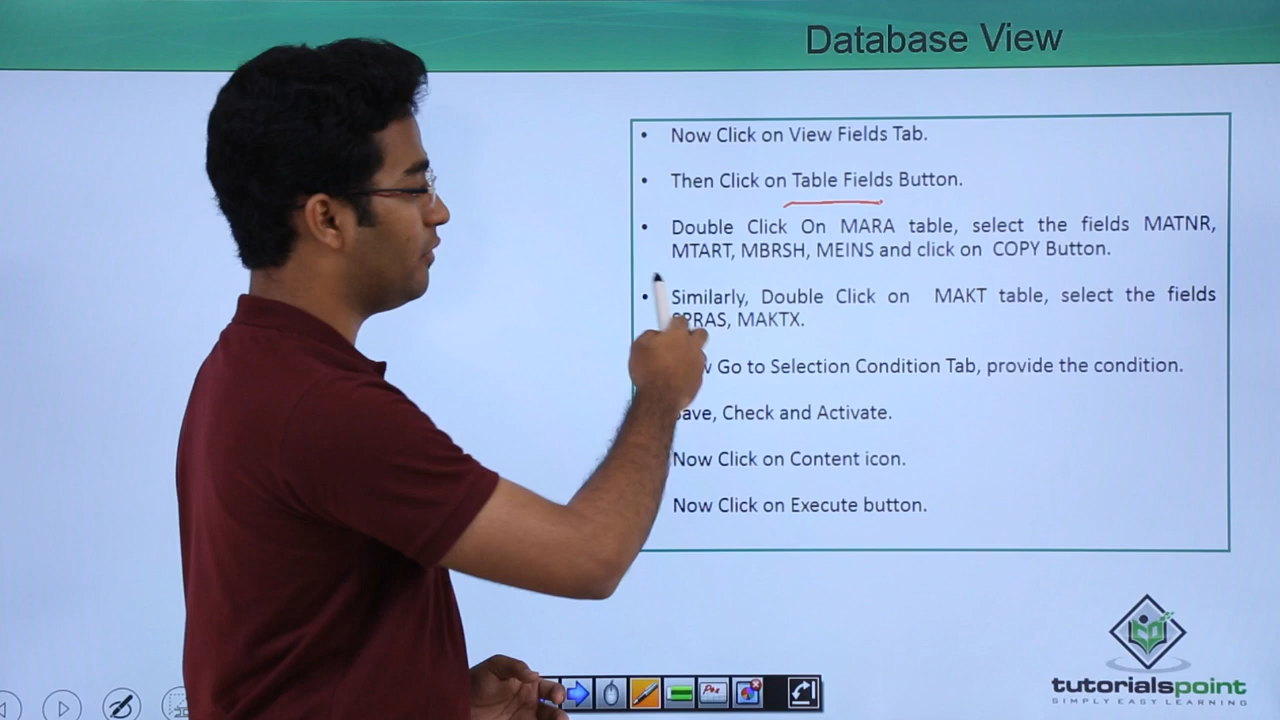 Database View
• Now Click on View Fields Tab.
• Then Click on Table Fields Button.
• Double Click On MARA table, select the fields MATNR,
MTART, MBRSH, MEINS and click on COPY Button.
• Similarly, Double Click on MAKT table, select the fields
SPRAS, MAKTX.
Go to Selection Condition Tab, provide the condition.
Save, Check and Activate.
Now Click on Content icon.
Now Click on Execute button.
Pen
tutorialspoint
SIMPLY EASY LEARNING